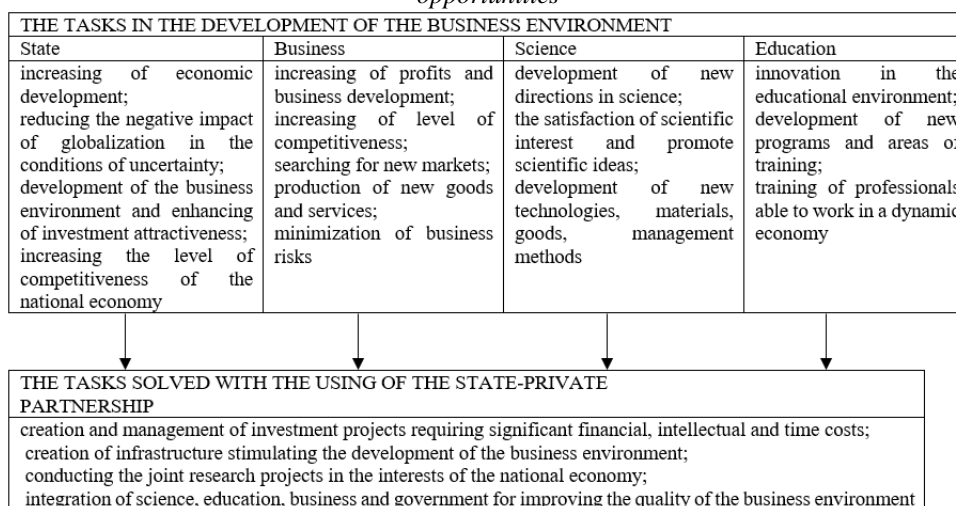 opportunities
THE TASKS IN THE DEVELOPMENT OF THE BUSINESS ENVIRONMENT
State
increasing of economic
development;
reducing the negative impact
of globalization in the
conditions of uncertainty;
development of the business
environment and enhancing
of investment attractiveness;
increasing the level of
competitiveness of the
national economy
Business
increasing of profits and
business development;
increasing of level of
competitiveness;
searching for new markets;
production of new goods
and services;
minimization of business
risks
Science
development of new
directions in science;
the satisfaction of scientific
interest and promote
scientific ideas;
development of new
technologies, materials,
goods, management
methods
Education
innovation in the
educational environment;
development of new
programs and areas of
training;
training of professionals
able to work in a dynamic
economy
THE TASKS SOLVED WITH THE USING OF THE STATE-PRIVATE
PARTNERSHIP
creation and management of investment projects requiring significant financial, intellectual and time costs;
creation of infrastructure stimulating the development of the business environment;
conducting the joint research projects in the interests of the national economy;
integration of science, education, business and government for improving the quality of the business environment